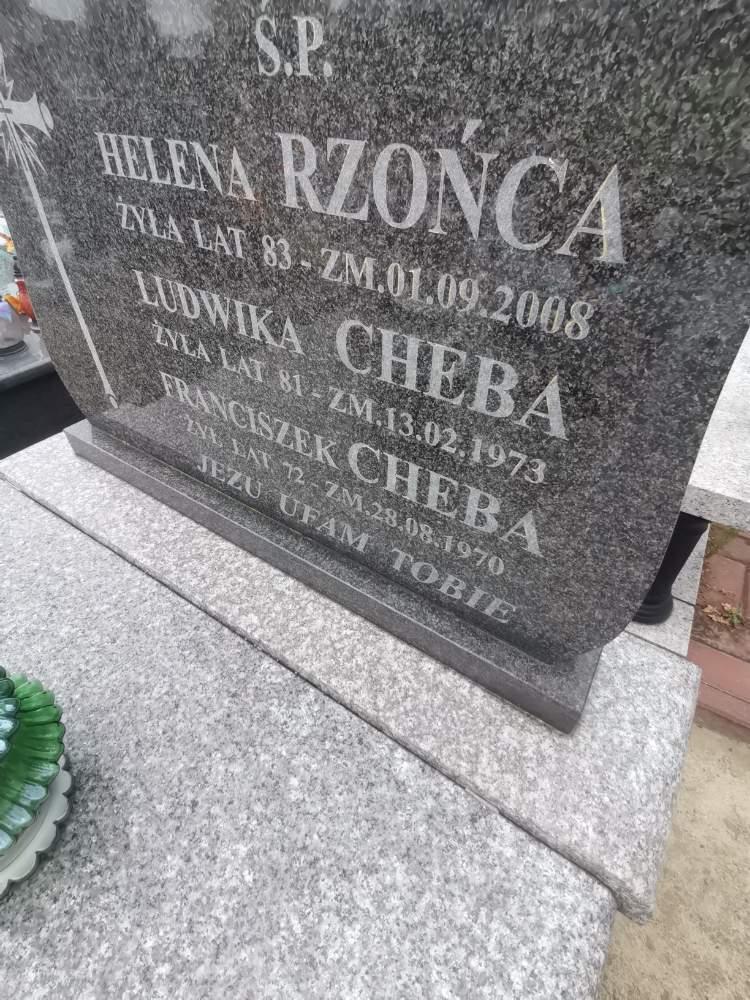 Ś.P.
HELENA RZOŃCA
ŻYŁA LAT 83 - ZM.01.09.2008
LUDWIKA CHEBA
ŻYŁA LAT 81 - ZM.13.02.1973
FRANCISZEK CHEBA
ŻYŁ LAT 72 - ZM.28.08.1970
JEZU UFAM TOBIE